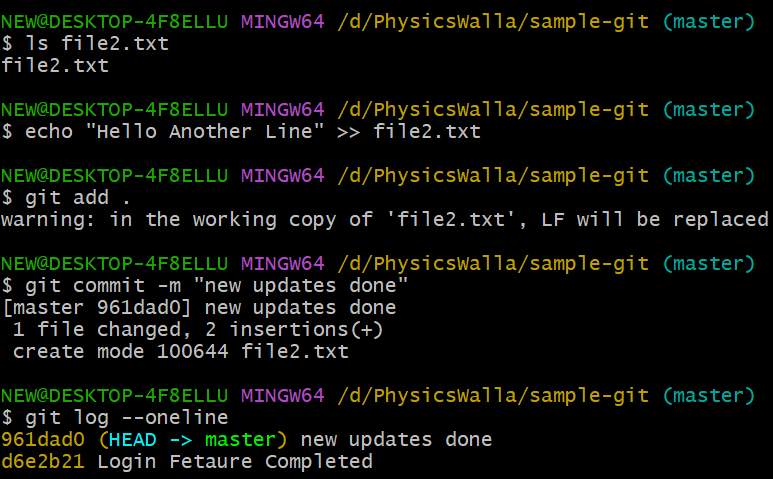 NEW@DESKTOP-4F8ELLU MINGW64 /d/PhysicsWalla/sample-git (master)
$ ls file2.txt
file2.txt
NEW@DESKTOP-4F8ELLU MINGW64 /d/PhysicsWalla/sample-git (master)
$ echo "Hello Another Line" >> file2.txt
NEW@DESKTOP-4F8ELLU MINGW64 /d/PhysicsWalla/sample-git (master)
$ git add .
warning: in the working copy of 'file2.txt', LF will be replaced
NEW@DESKTOP-4F8ELLU MINGW64 /d/PhysicsWalla/sample-git (master)
$ git commit -m "new updates done"
[master 961dad0] new updates done
 1 file changed, 2 insertions(+)
 create mode 100644 file2.txt
NEW@DESKTOP-4F8ELLU MINGW64 /d/PhysicsWalla/sample-git (master)
$ git log --oneline
961dad0 (HEAD -> master) new updates done
d6e2b21 Login Fetaure Completed